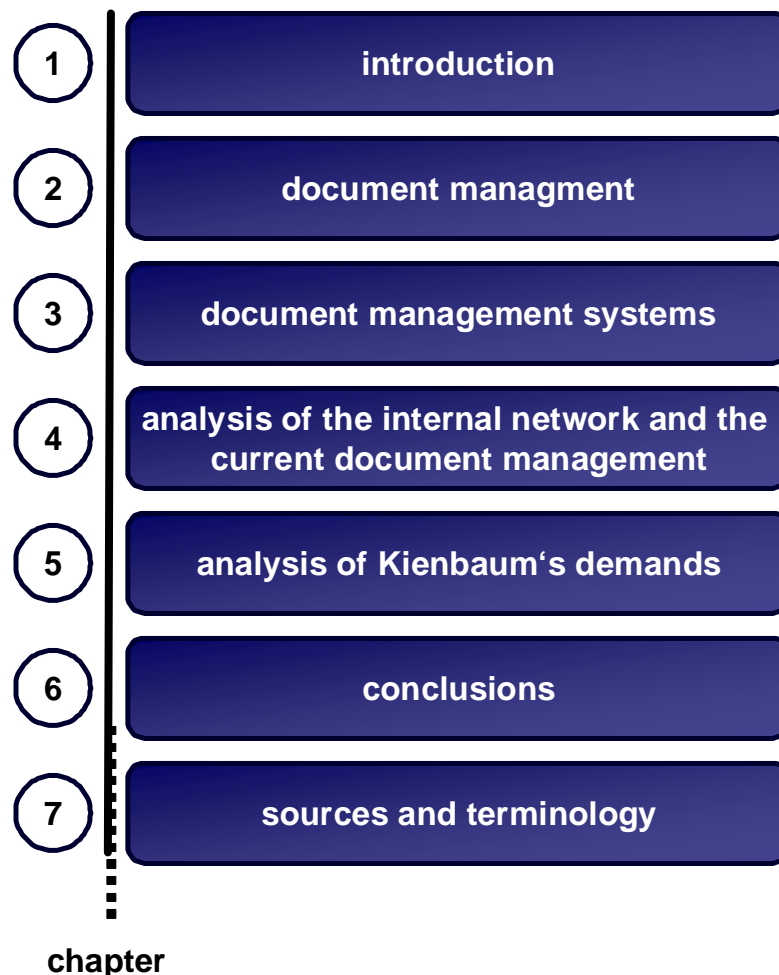 1
introduction
2
document managment
3
document management systems
4
analysis of the internal network and the
current document management
5
analysis of Kienbaum‘s demands
6
conclusions
7
sources and terminology
chapter